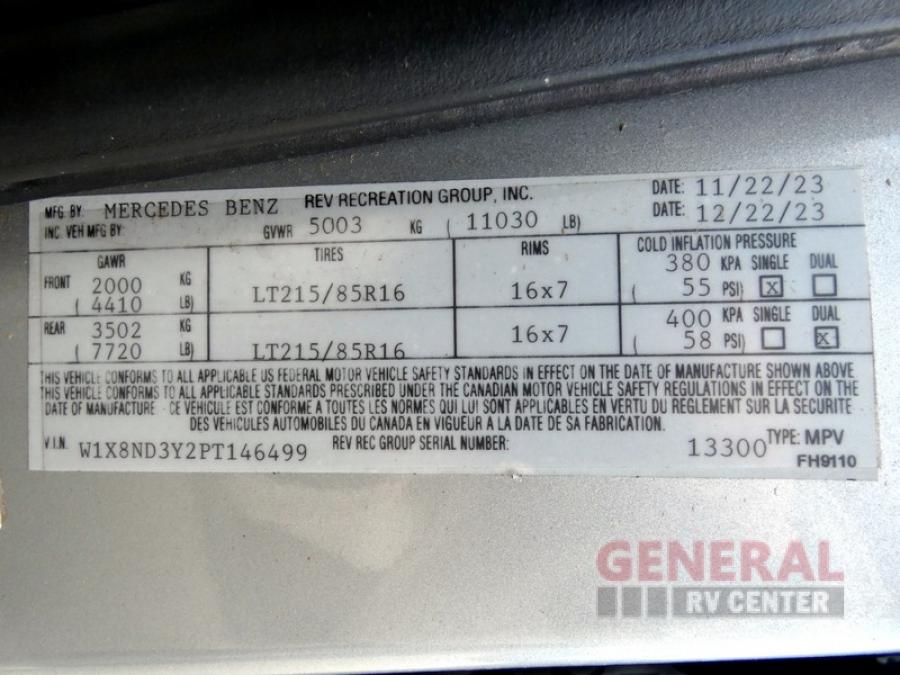 MFG BY: MERCEDES BENZ REV RECREATION GROUP, INC. DATE: 11/22/23
INC. VEH MFG BY: GVWR 5003 KG ( 11030 LB) DATE: 12/22/23
GAWR TIRES RIMS COLD INFLATION PRESSURE
FRONT 2000 KG 380 KPA SINGLE DUAL
( 4410 LB) LT215/85R16 16x7 ( 55 PSI) X
REAR 3502 KG 16x7 400 KPA SINGLE DUAL
( 7720 LB) LT215/85R16 ( 58 PSI) X
THIS VEHICLE CONFORMS TO ALL APPLICABLE US FEDERAL MOTOR VEHICLE SAFETY STANDARDS IN EFFECT ON THE DATE OF MANUFACTURE SHOWN ABOVE
THIS VEHICLE CONFORMS TO ALL APPLICABLE STANDARDS PRESCRIBED UNDER THE CANADIAN MOTOR VEHICLE SAFETY REGULATIONS IN EFFECT ON THE
DATE OF MANUFACTURE - CE VEHICULE EST CONFORME A TOUTES LES NORMES QUI LUI SONT APPLICABLES EN VERTU DU REGLEMENT SUR LA SECURITE
DES VEHICULES AUTOMOBILES DU CANADA EN VIGUEUR A LA DATE DE SA FABRICATION.
V.I.N. W1X8ND3Y2PT146499 REV REC GROUP SERIAL NUMBER: 13300 TYPE: MPV
FH9110
GENERAL
RV CENTER